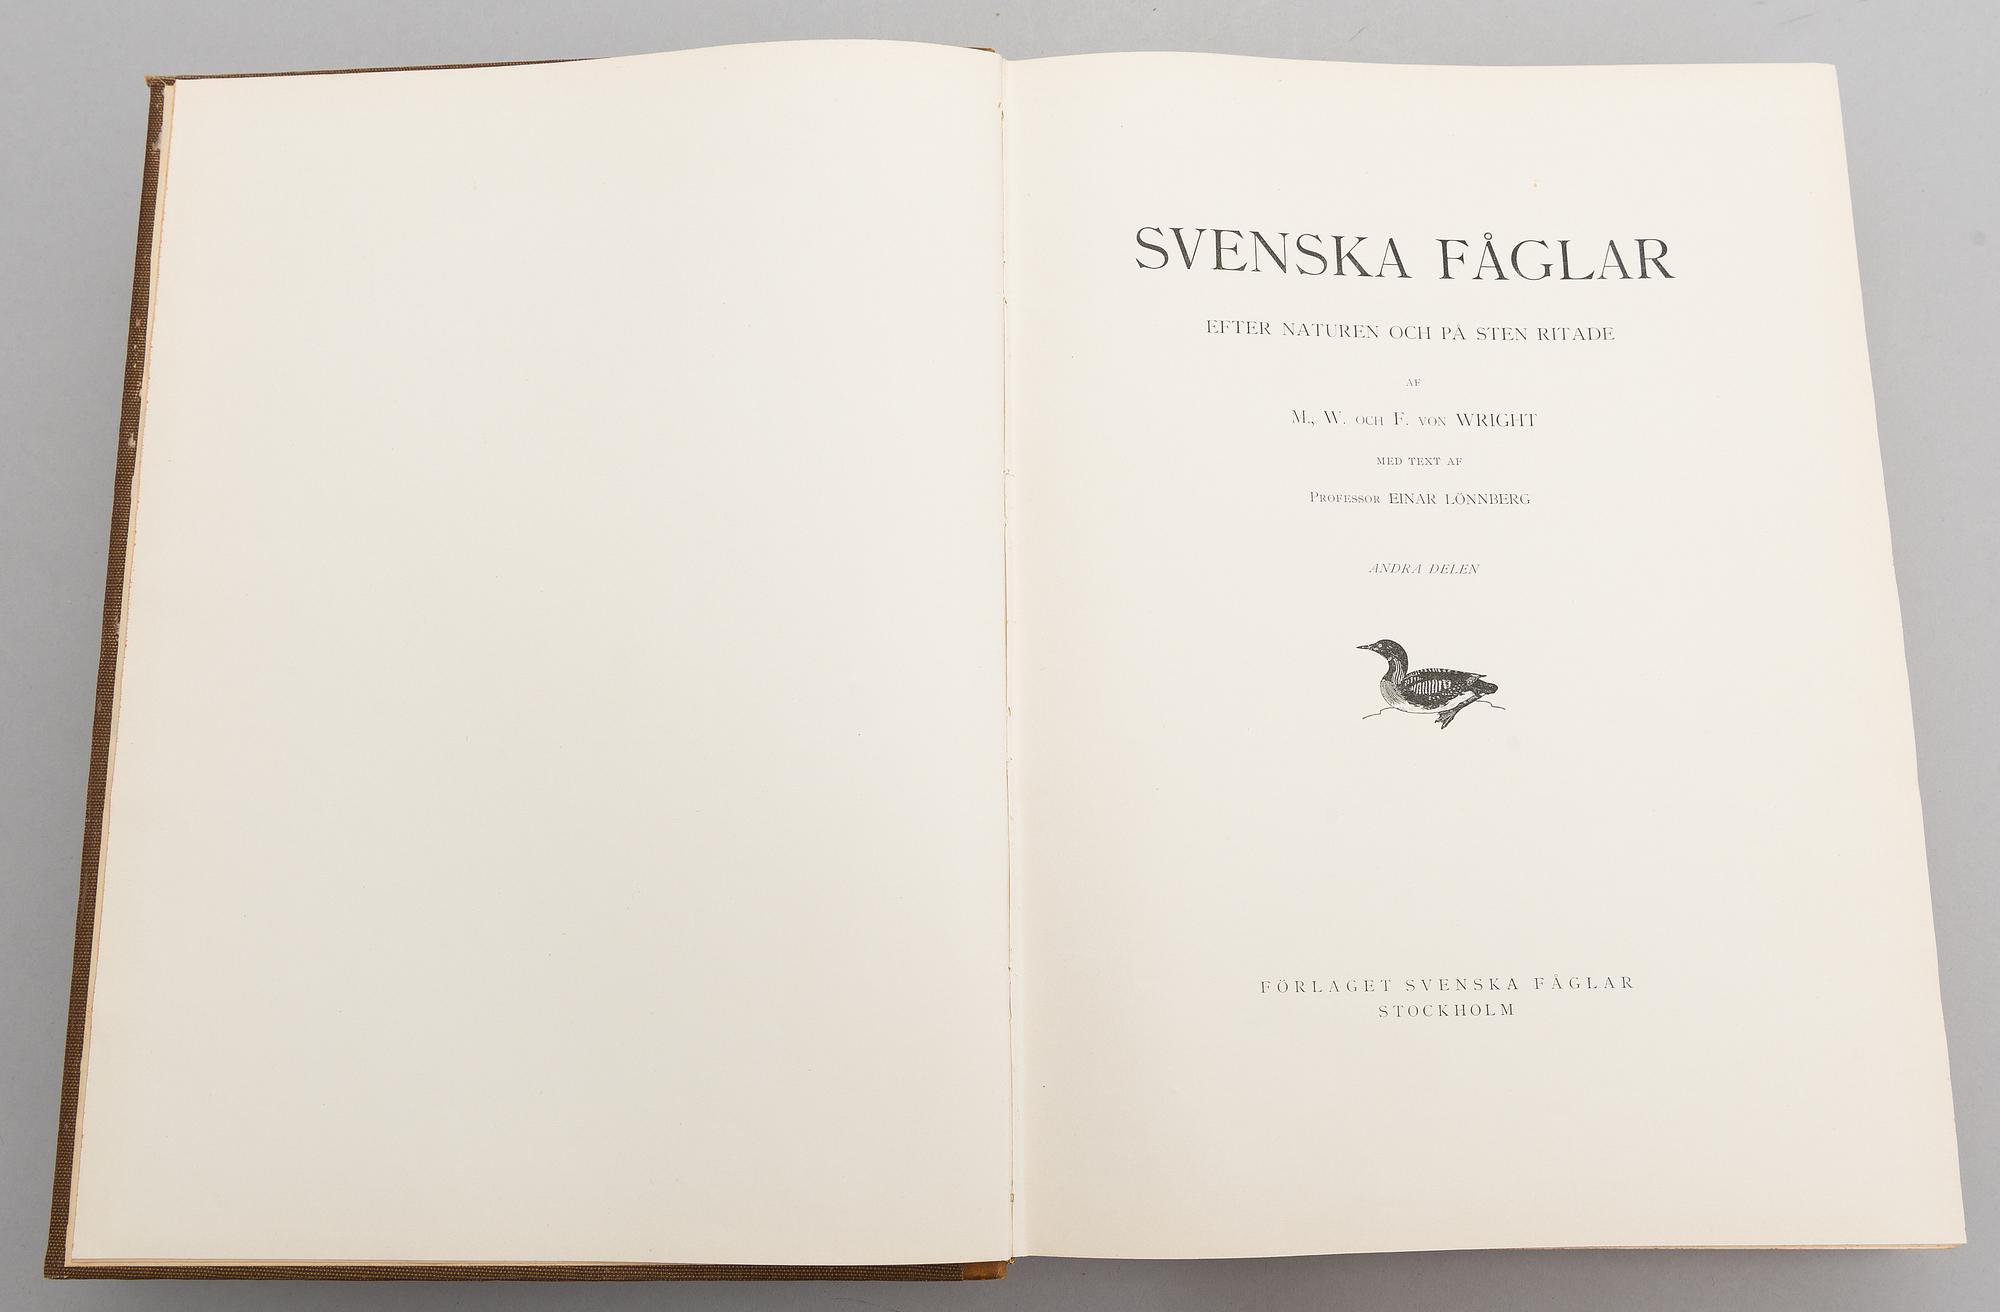 SVENSKA FÅGLAR
EFTER NATUREN OCH PÅ STEN RITADE
AF
M., W. OCH F. VON WRIGHT
MED TEXT AF
PROFESSOR EINAR LÖNNBERG
ANDRA DELEN
FÖRLAGET SVENSKA FÅGLAR
STOCKHOLM